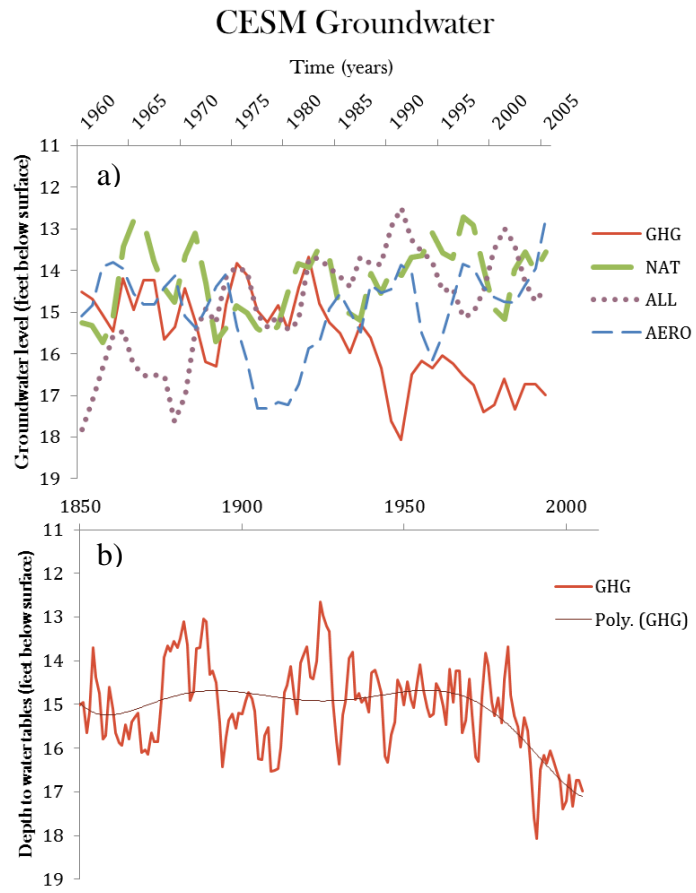 CESM Groundwater
Time (years)
1960 1965 1970 1975 1980 1985 1990 1995 2000 2005
Groundwater level (feet below surface)
11
12
13
14
15
16
17
18
19
a)
GHG
NAT
ALL
AERO
1850 1900 1950 2000
Depth to water tables (feet below surface)
11
12
13
14
15
16
17
18
19
b)
GHG
Poly. (GHG)